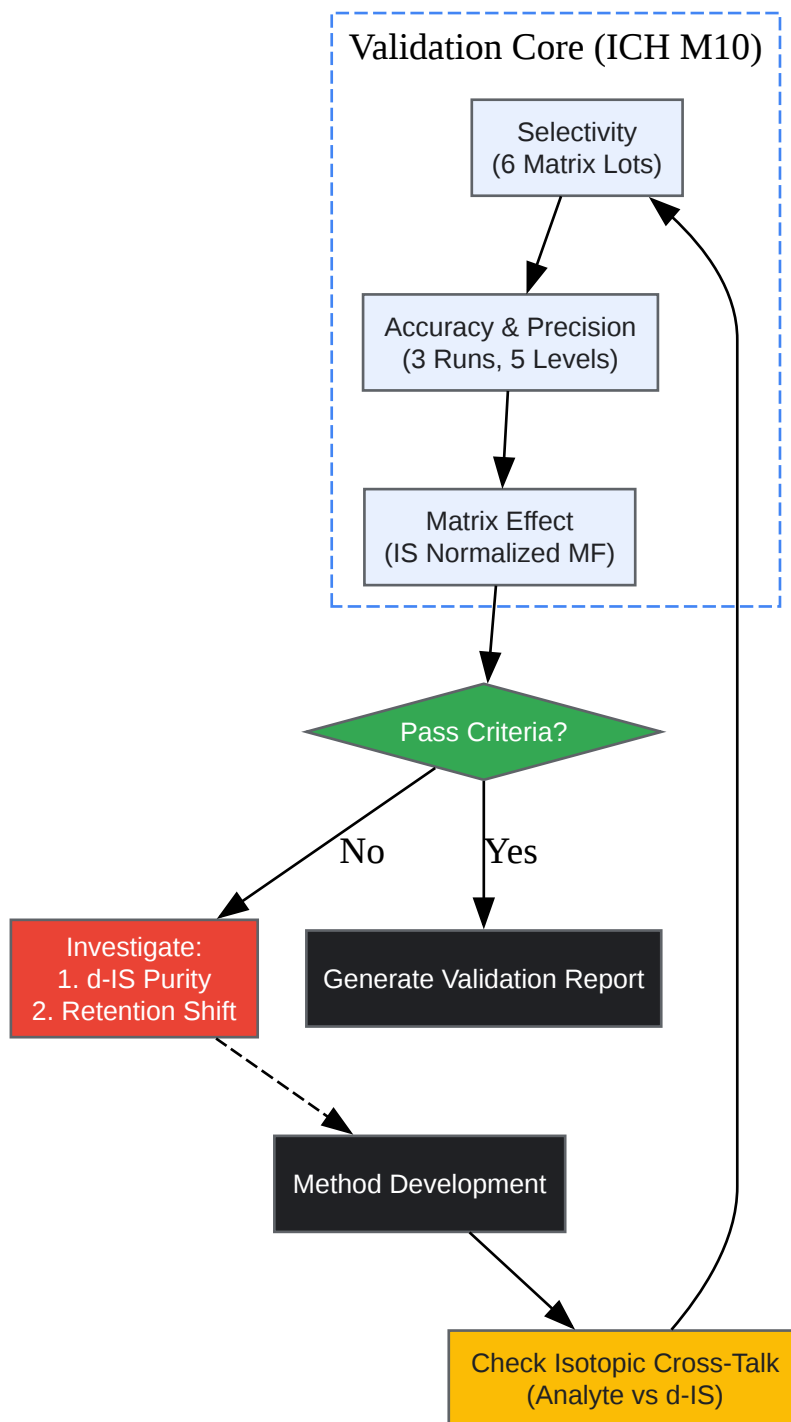 Validation Core (ICH M10)
Selectivity
(6 Matrix Lots)
Accuracy & Precision
(3 Runs, 5 Levels)
Matrix Effect
(IS Normalized MF)
Pass Criteria?
No
Yes
Investigate:
1. d-IS Purity
2. Retention Shift
Generate Validation Report
Method Development
Check Isotopic Cross-Talk
(Analyte vs d-IS)